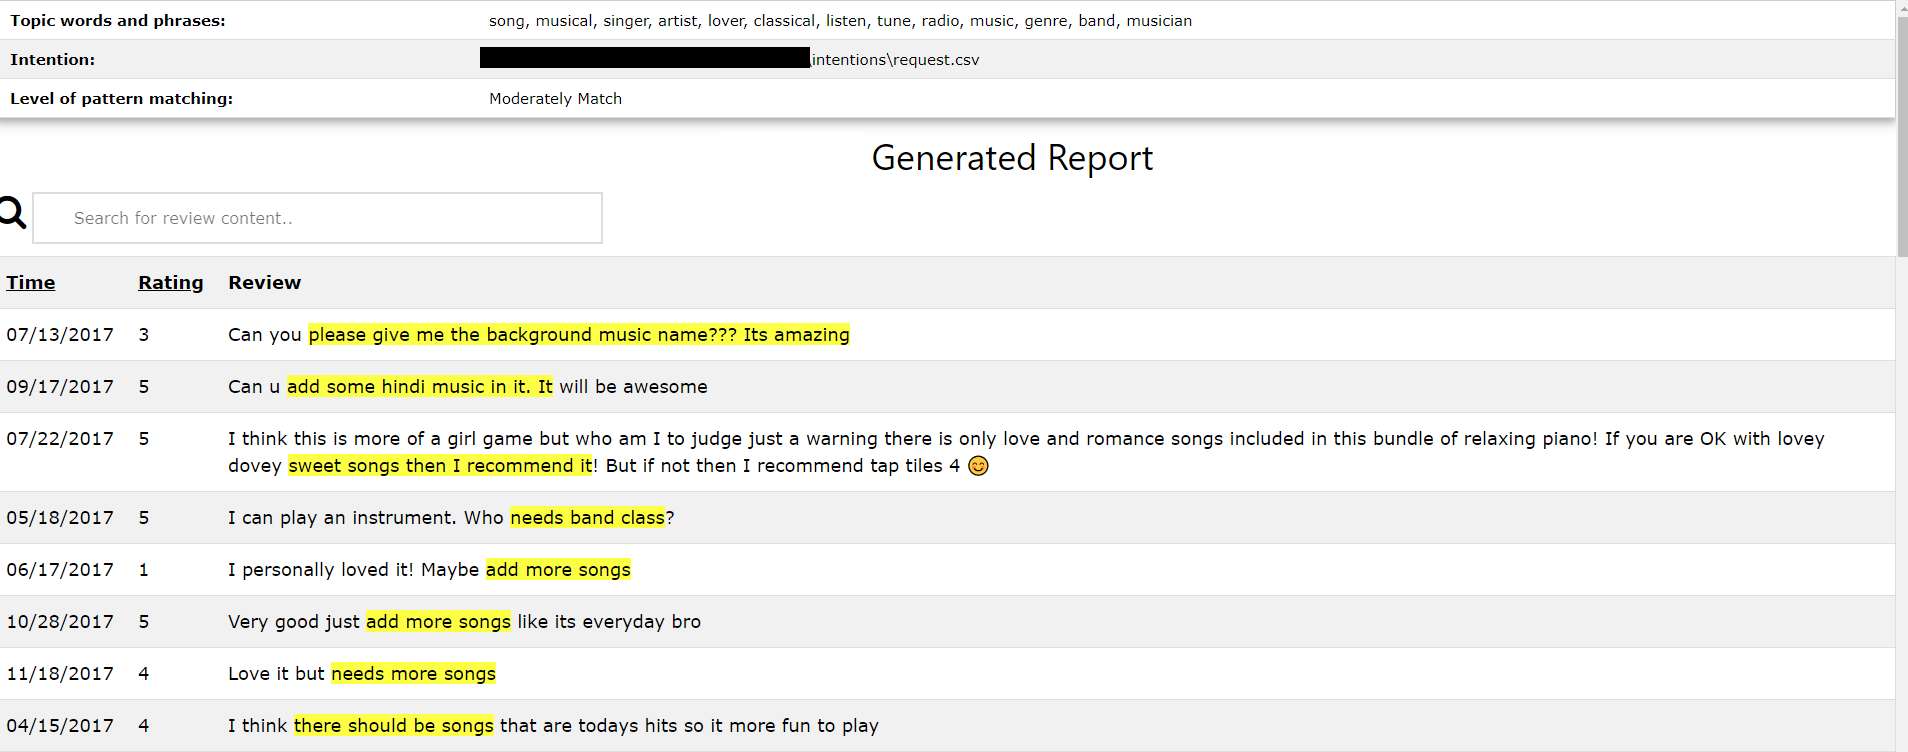 Topic words and phrases: song, musical, singer, artist, lover, classical, listen, tune, radio, music, genre, band, musician
Intention: \intentions\request.csv
Level of pattern matching: Moderately Match
Generated Report
Search for review content..
Time Rating Review
07/13/2017 3 Can you please give me the background music name??? Its amazing
09/17/2017 5 Can u add some hindi music in it. It will be awesome
07/22/2017 5 I think this is more of a girl game but who am I to judge just a warning there is only love and romance songs included in this bundle of relaxing piano! If you are OK with lovey
dovey sweet songs then I recommend it! But if not then I recommend tap tiles 4 😊
05/18/2017 5 I can play an instrument. Who needs band class?
06/17/2017 1 I personally loved it! Maybe add more songs
10/28/2017 5 Very good just add more songs like its everyday bro
11/18/2017 4 Love it but needs more songs
04/15/2017 4 I think there should be songs that are todays hits so it more fun to play